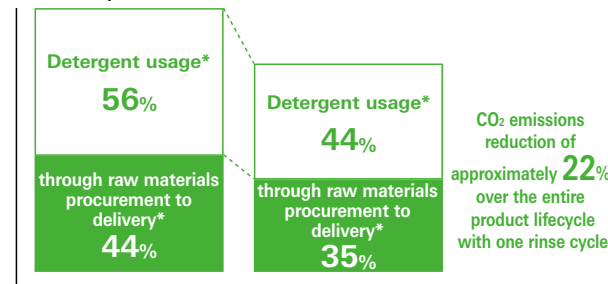 Detergent usage*
56%
through raw materials
procurement to
delivery*
44%
Detergent usage*
44%
through raw materials
procurement to
delivery*
35%
CO2 emissions
reduction of
approximately 22%
over the entire
product lifecycle
with one rinse cycle